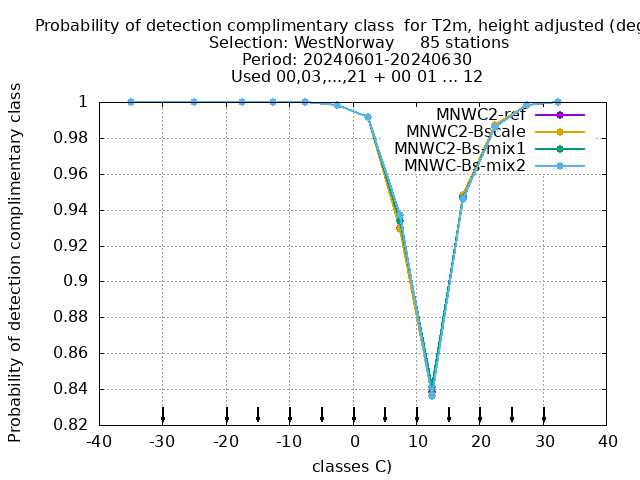 Probability of detection complimentary class  for T2m, height adjusted (deg
Selection: WestNorway     85 stations
Period: 20240601-20240630
Used 00,03,...,21 + 00 01 ... 12
Probability of detection complimentary class
1
0.98
0.96
0.94
0.92
0.9
0.88
0.86
0.84
0.82
MNWC2-ref
MNWC2-Bscale
MNWC2-Bs-mix1
MNWC-Bs-mix2
-40 -30 -20 -10 0 10 20 30 40
classes C)